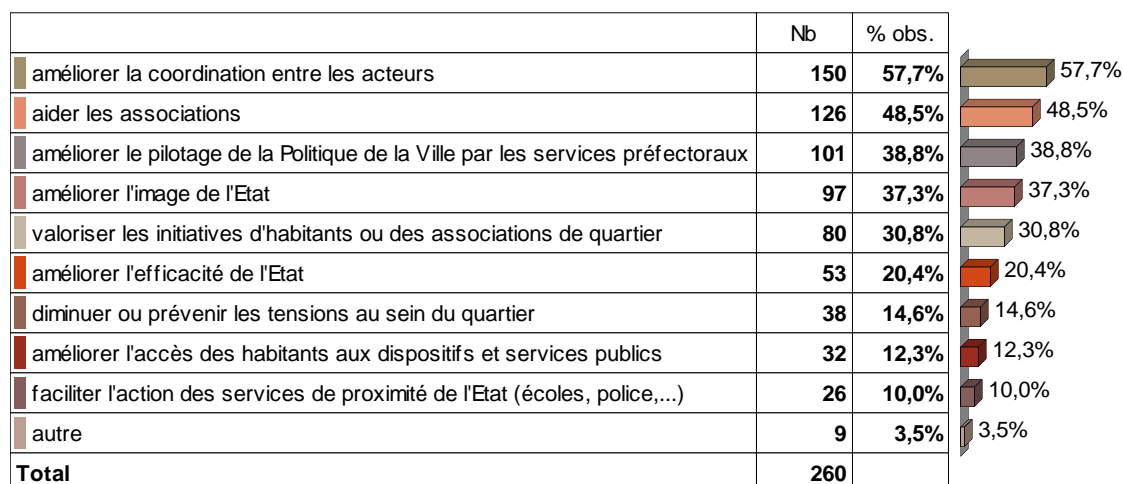 Nb % obs.
améliorer la coordination entre les acteurs 150 57,7% 57,7%
aider les associations 126 48,5% 48,5%
améliorer le pilotage de la Politique de la Ville par les services préfectoraux 101 38,8% 38,8%
améliorer l'image de l'Etat 97 37,3% 37,3%
valoriser les initiatives d'habitants ou des associations de quartier 80 30,8% 30,8%
améliorer l'efficacité de l'Etat 53 20,4% 20,4%
diminuer ou prévenir les tensions au sein du quartier 38 14,6% 14,6%
améliorer l'accès des habitants aux dispositifs et services publics 32 12,3% 12,3%
faciliter l'action des services de proximité de l'Etat (écoles, police,...) 26 10,0% 10,0%
autre 9 3,5% 3,5%
Total 260